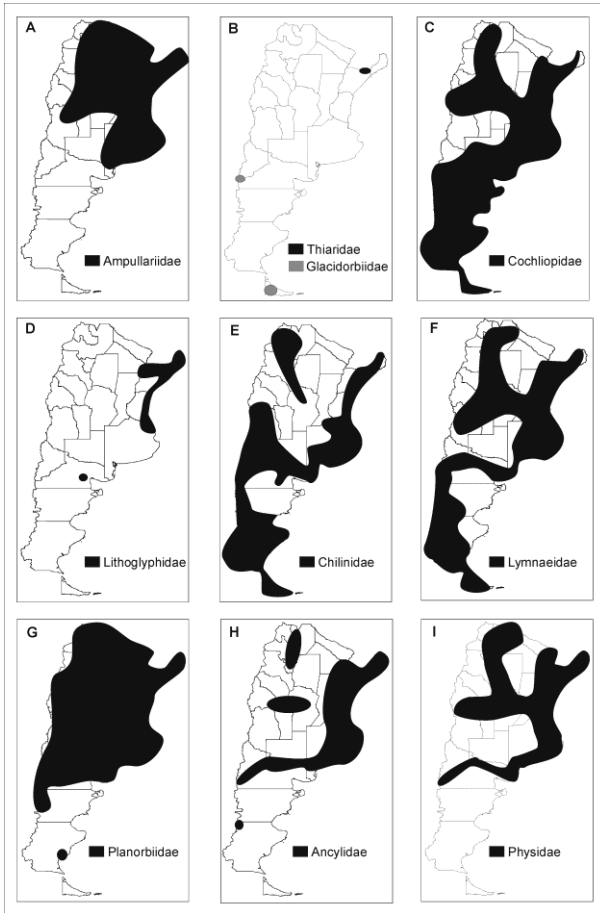 A
Ampullariidae
B
Thiaridae
Glacidorbiidae
C
Cochliopidae
D
Lithoglyphidae
E
Chilinidae
F
Lymnaeidae
G
Planorbiidae
H
Ancylidae
I
Physidae